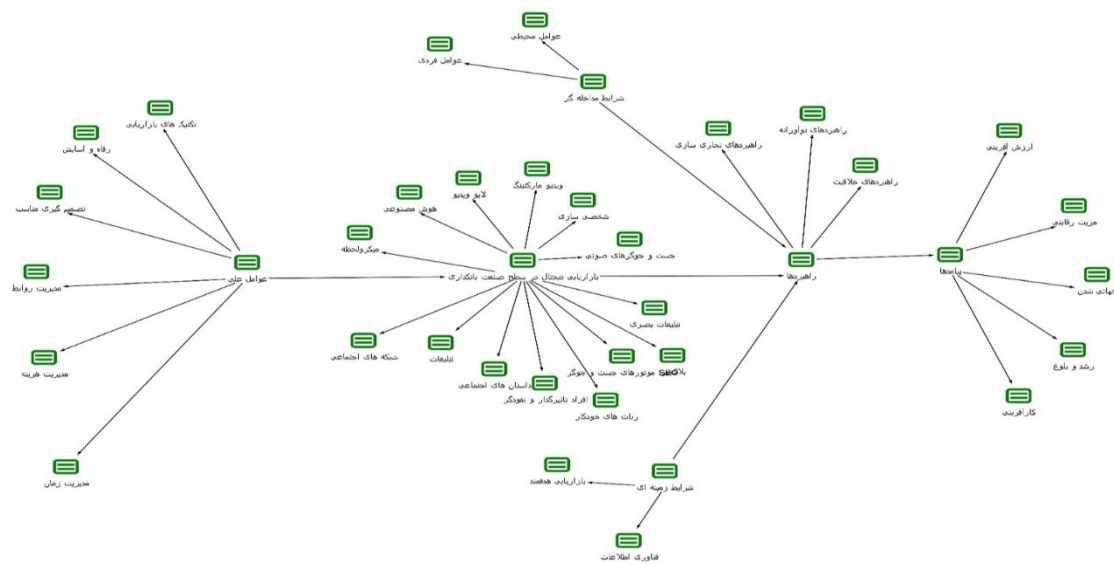 عوامل محیطی
عوامل فردی
شرایط مداخله گر
تکنیک های بازاریابی
رفاه و آسایش
تصمیم گیری مناسب
مدیریت روابط
مدیریت هزینه
مدیریت زمان
عوامل علی
ویدیو مارکتینگ
لایو ویدیو
هوش مصنوعی
شخصی سازی
میکرولحظه
جست و جوگرهای صوتی
بازاریابی دیجیتال در سطح صنعت بانکداری
تبلیغات بصری
شبکه های اجتماعی
تبلیغات
موتورهای جست و جوگر
SEO
داستان های اجتماعی
افراد تاثیرگذار و نفوذگر
ربات های خودکار
راهبردهای نوآورانه
راهبردهای تجاری سازی
راهبردهای خلاقیت
راهبردها
ارزش آفرینی
مزیت رقابتی
پیامدها
جهانی شدن
رشد و بلوغ
کارآفرینی
شرایط زمینه ای
بازاریابی هدفمند
فناوری اطلاعات